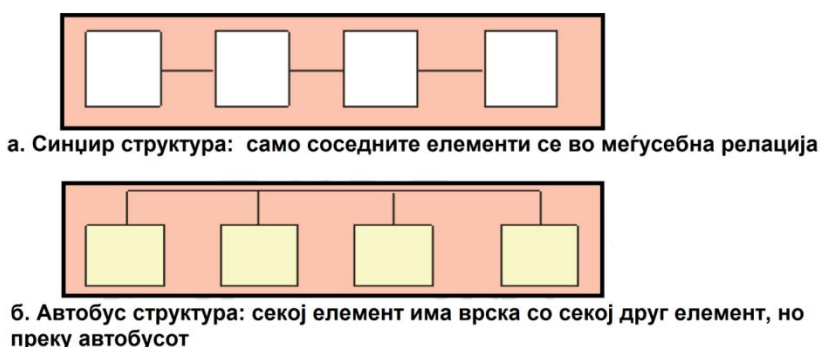 а. Синџир структура: само соседните елементи се во меѓусебна релација
б. Автобус структура: секој елемент има врска со секој друг елемент, но
преку автобусот